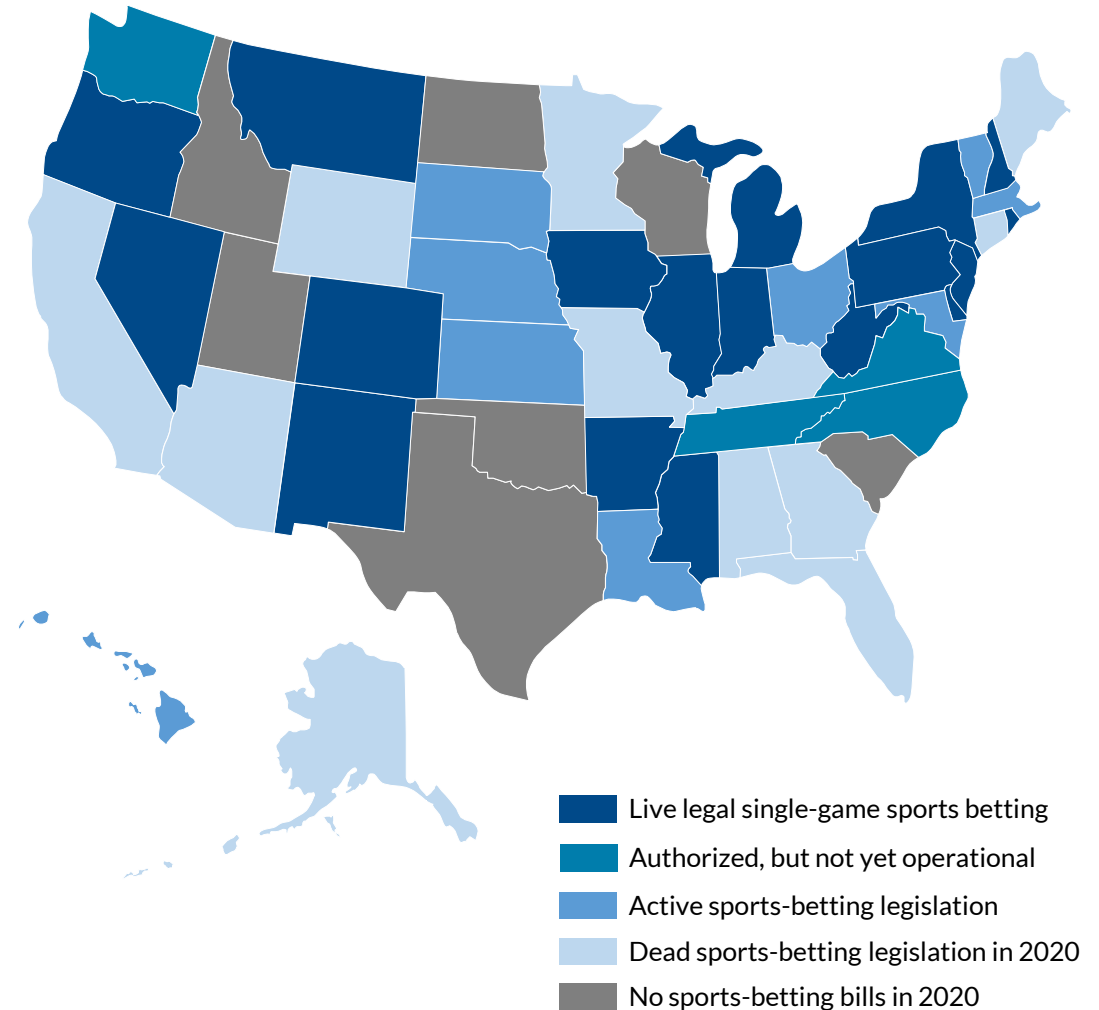 Live legal single-game sports betting
Authorized, but not yet operational
Active sports-betting legislation
Dead sports-betting legislation in 2020
No sports-betting bills in 2020